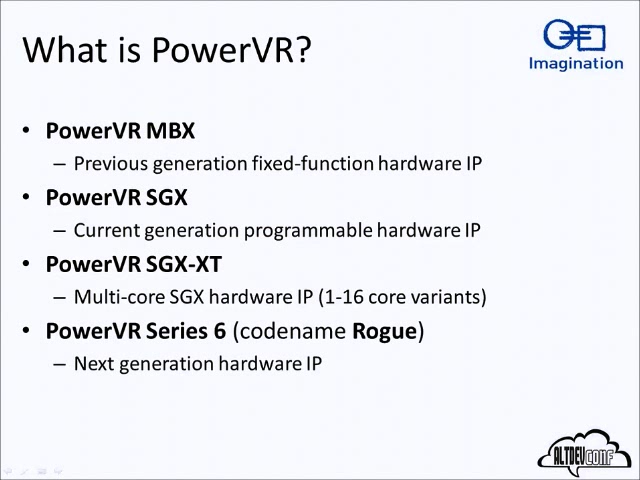 What is PowerVR?
Imagination
• PowerVR MBX
– Previous generation fixed-function hardware IP
• PowerVR SGX
– Current generation programmable hardware IP
• PowerVR SGX-XT
– Multi-core SGX hardware IP (1-16 core variants)
• PowerVR Series 6 (codename Rogue)
– Next generation hardware IP
ALTDEVCONF